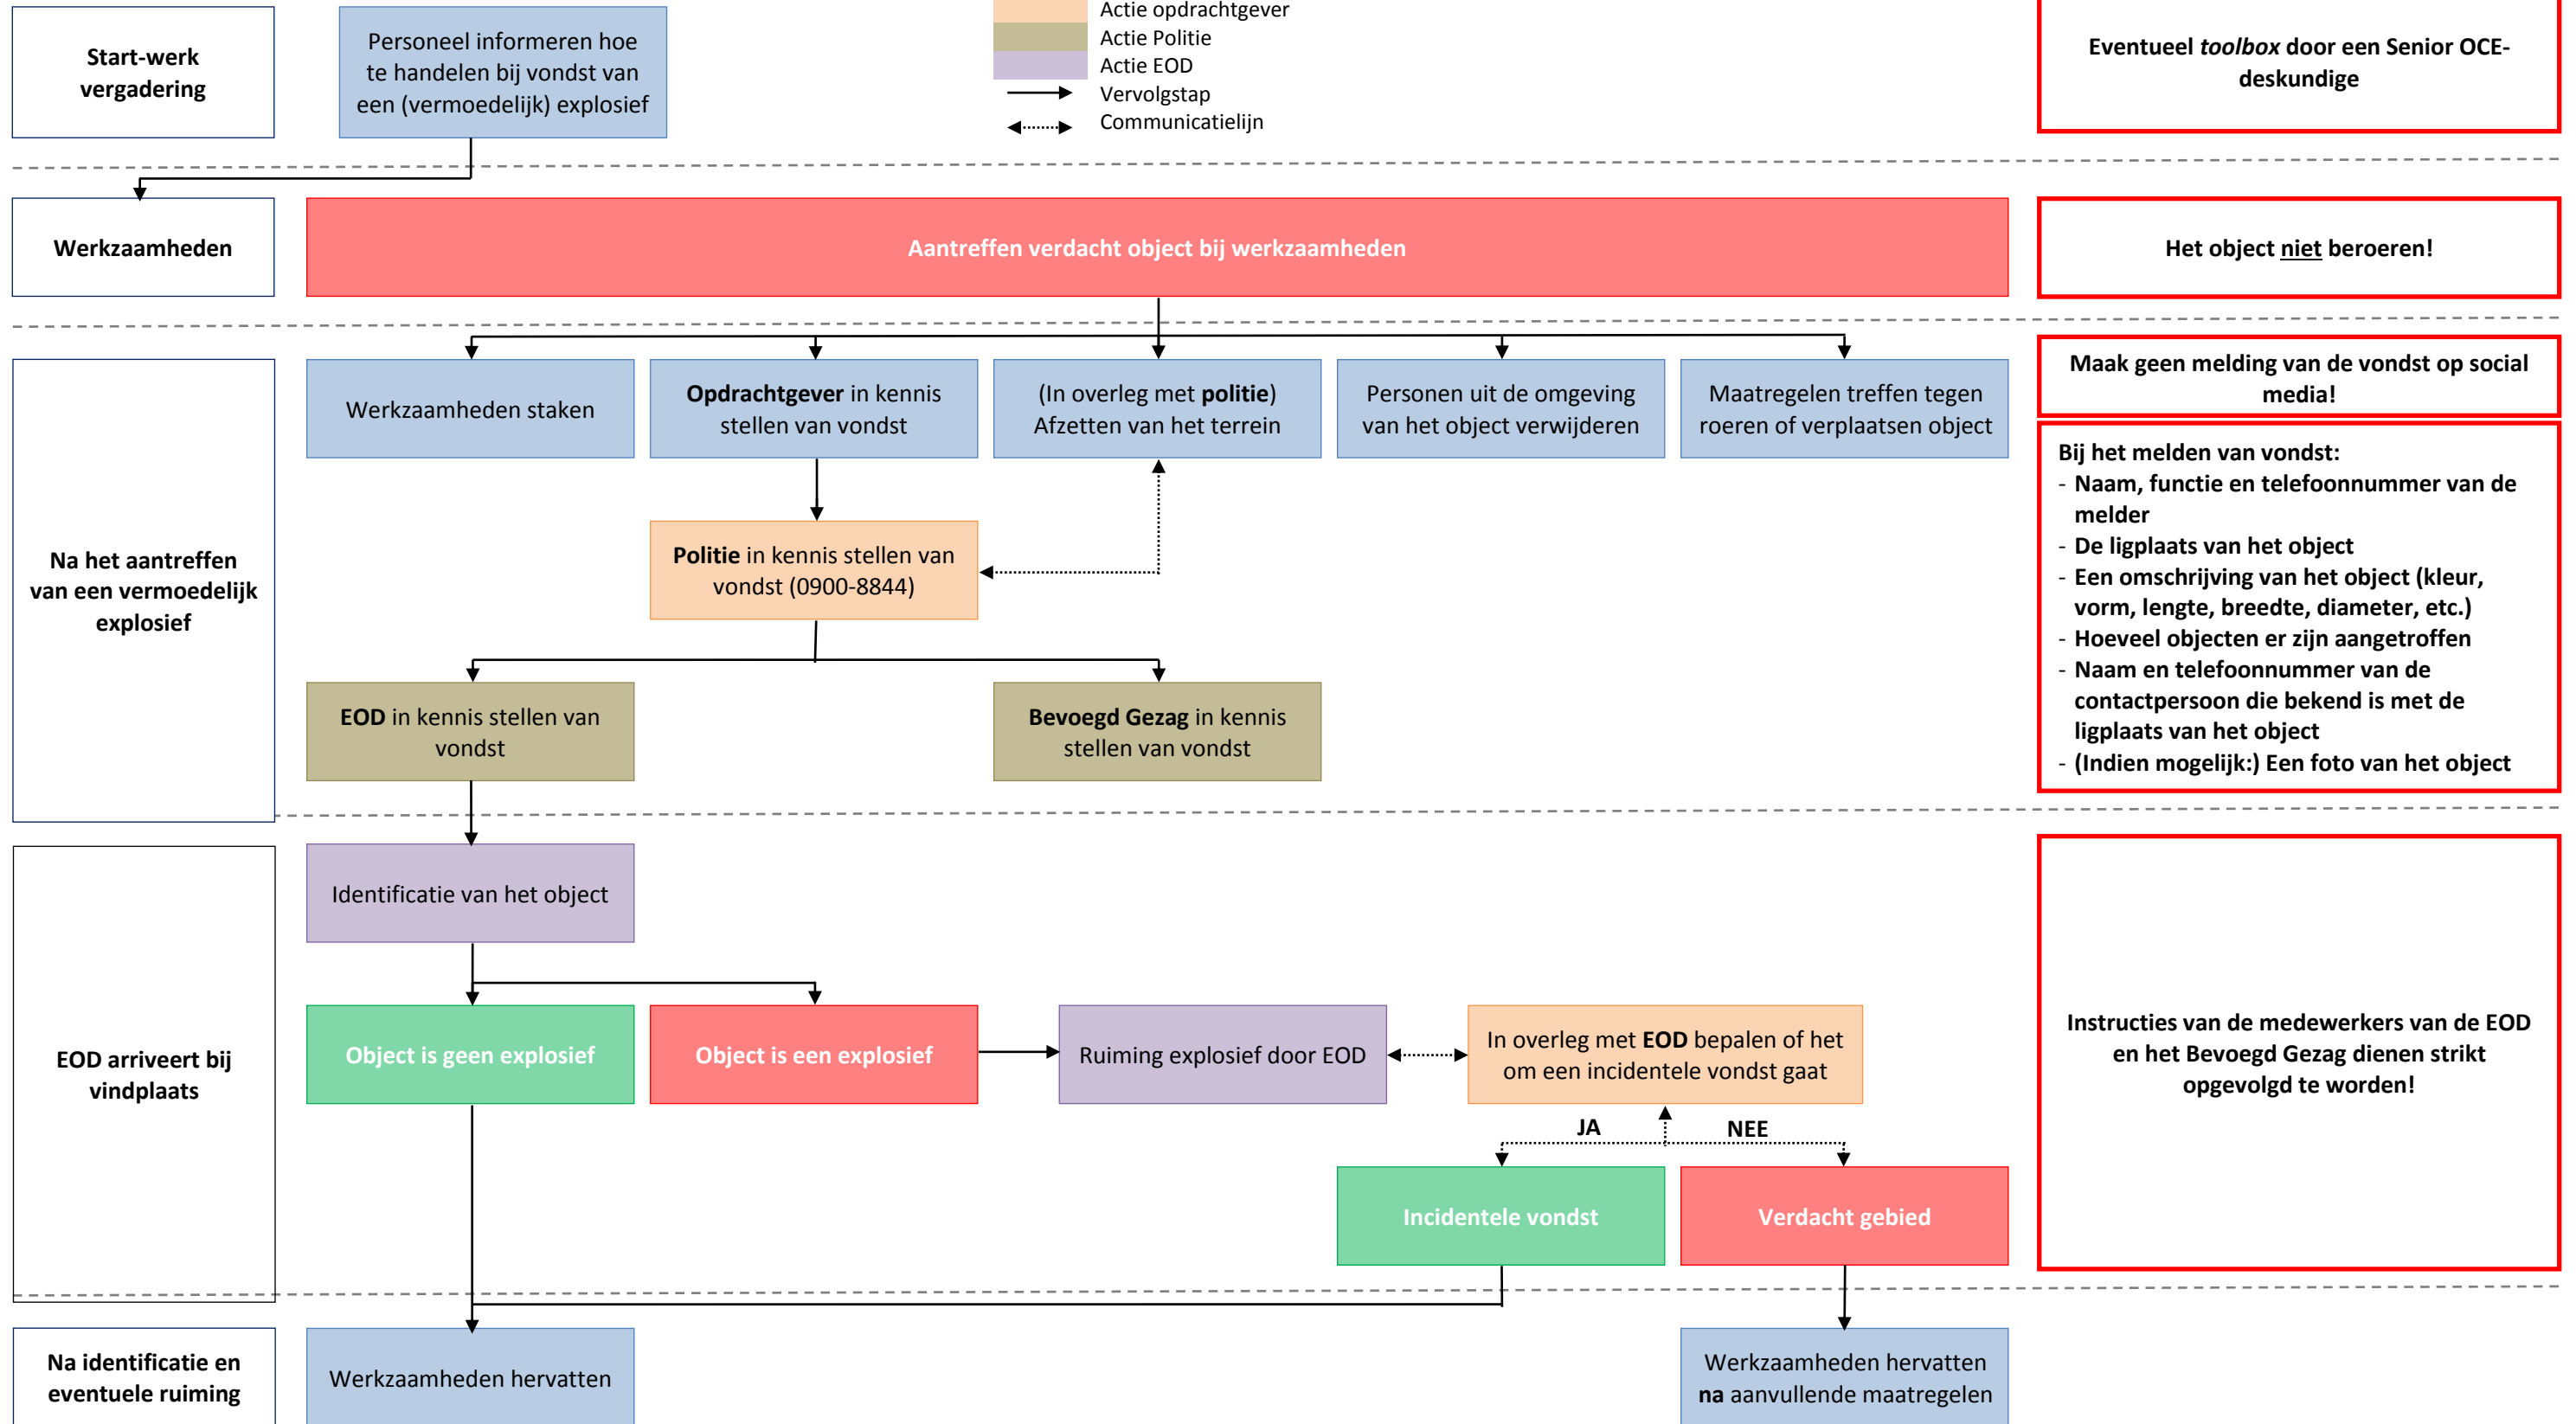 Actie opdrachtgever
Actie Politie
Actie EOD
Vervolgstap
Communicatielijn
Start-werk
vergadering
Personeel informeren hoe
te handelen bij vondst van
een (vermoedelijk) explosief
Eventueel toolbox door een Senior OCE-
deskundige
Werkzaamheden
Aantreffen verdacht object bij werkzaamheden
Het object niet beroeren!
Na het aantreffen
van een vermoedelijk
explosief
Werkzaamheden staken
Opdrachtgever in kennis
stellen van vondst
(In overleg met politie)
Afzetten van het terrein
Personen uit de omgeving
van het object verwijderen
Maatregelen treffen tegen
roeren of verplaatsen object
Maak geen melding van de vondst op social
media!
Politie in kennis stellen van
vondst (0900-8844)
EOD in kennis stellen van
vondst
Bevoegd Gezag in kennis
stellen van vondst
Bij het melden van vondst:
- Naam, functie en telefoonnummer van de
melder
- De ligplaats van het object
- Een omschrijving van het object (kleur,
vorm, lengte, breedte, diameter, etc.)
- Hoeveel objecten er zijn aangetroffen
- Naam en telefoonnummer van de
contactpersoon die bekend is met de
ligplaats van het object
- (Indien mogelijk:) Een foto van het object
EOD arriveert bij
vindplaats
Identificatie van het object
Object is geen explosief
Object is een explosief
Ruiming explosief door EOD
In overleg met EOD bepalen of het
om een incidentele vondst gaat
JA
NEE
Incidentele vondst
Verdacht gebied
Instructies van de medewerkers van de EOD
en het Bevoegd Gezag dienen strikt
opgevolgd te worden!
Na identificatie en
eventuele ruiming
Werkzaamheden hervatten
Werkzaamheden hervatten
na aanvullende maatregelen